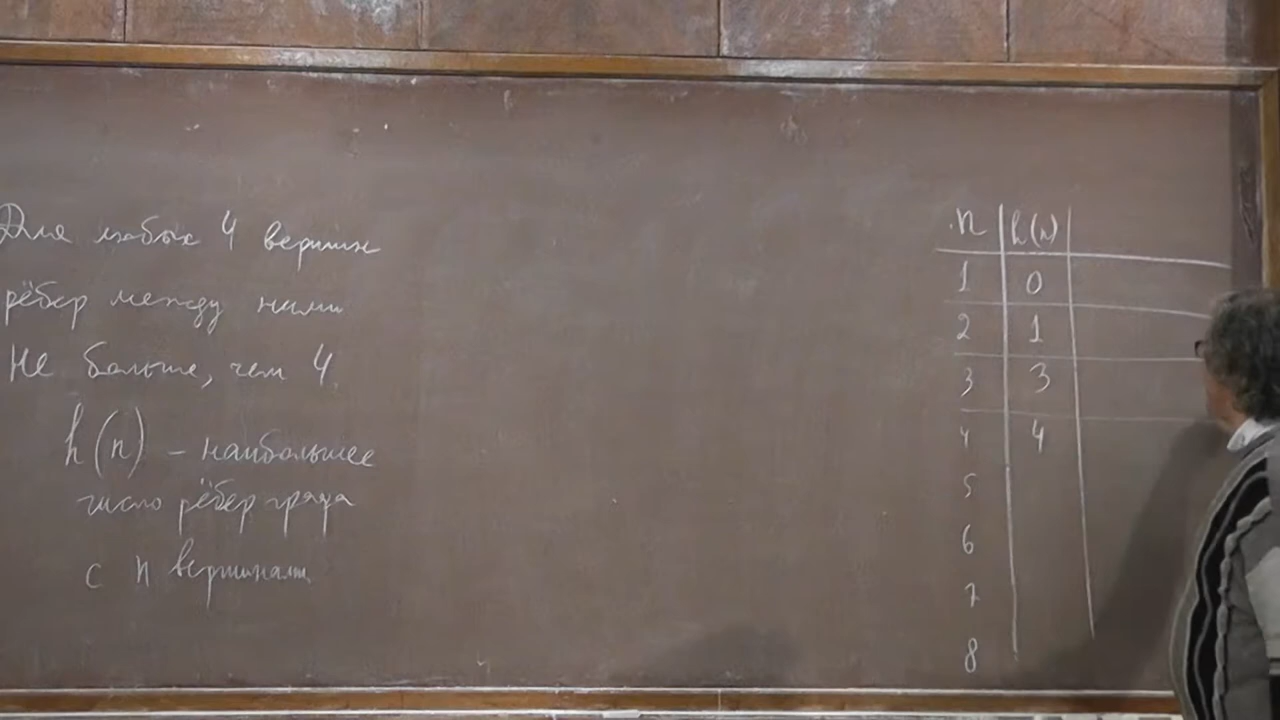 Для любых 4 вершин
рёбер между ними
не больше, чем 4
h(n) – наибольшее
число рёбер графа
с n вершинами
n h(n)
1 0
2 1
3 3
4 4
5
6
7
8